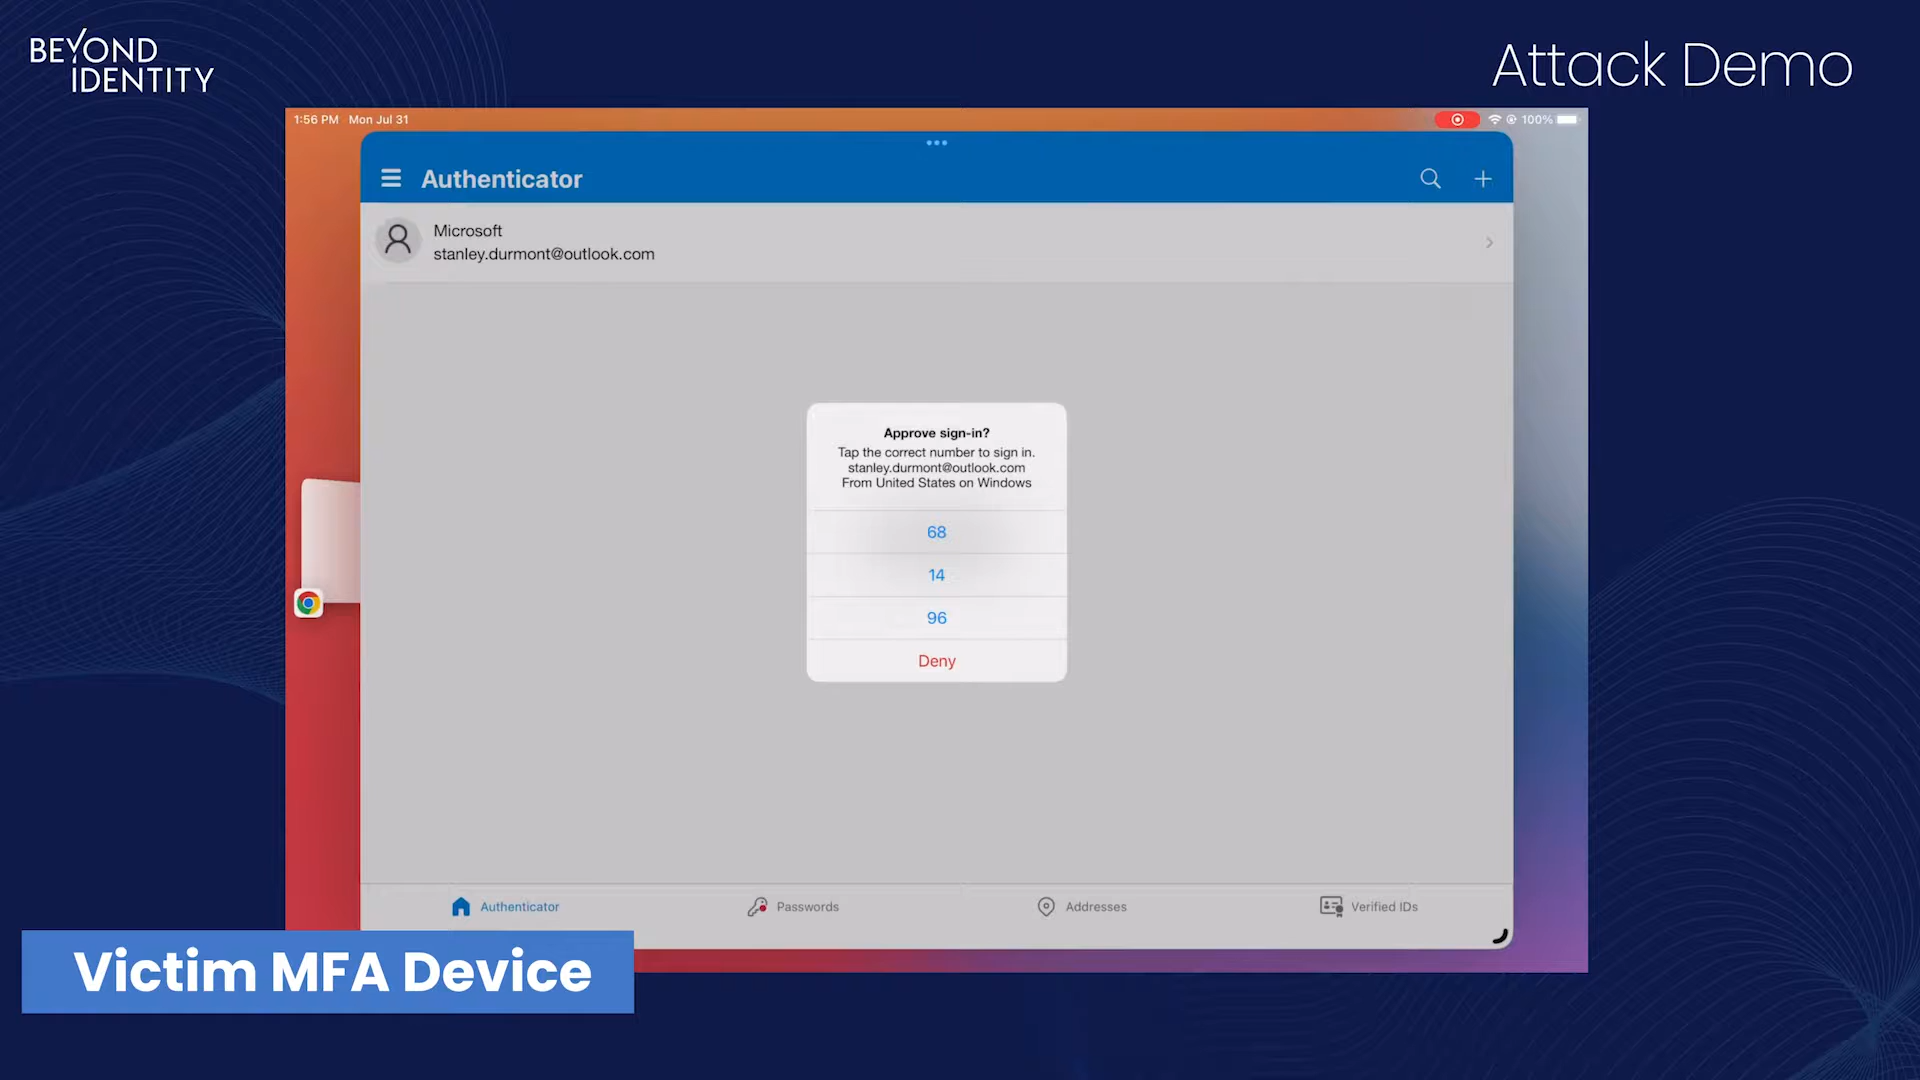 BEYOND
IDENTITY
Attack Demo
1:56 PM Mon Jul 31
100%
Authenticator
Microsoft
stanley.durmont@outlook.com
Approve sign-in?
Tap the correct number to sign in.
stanley.durmont@outlook.com
From United States on Windows
68
14
96
Deny
Authenticator
Passwords
Addresses
Verified IDs
Victim MFA Device